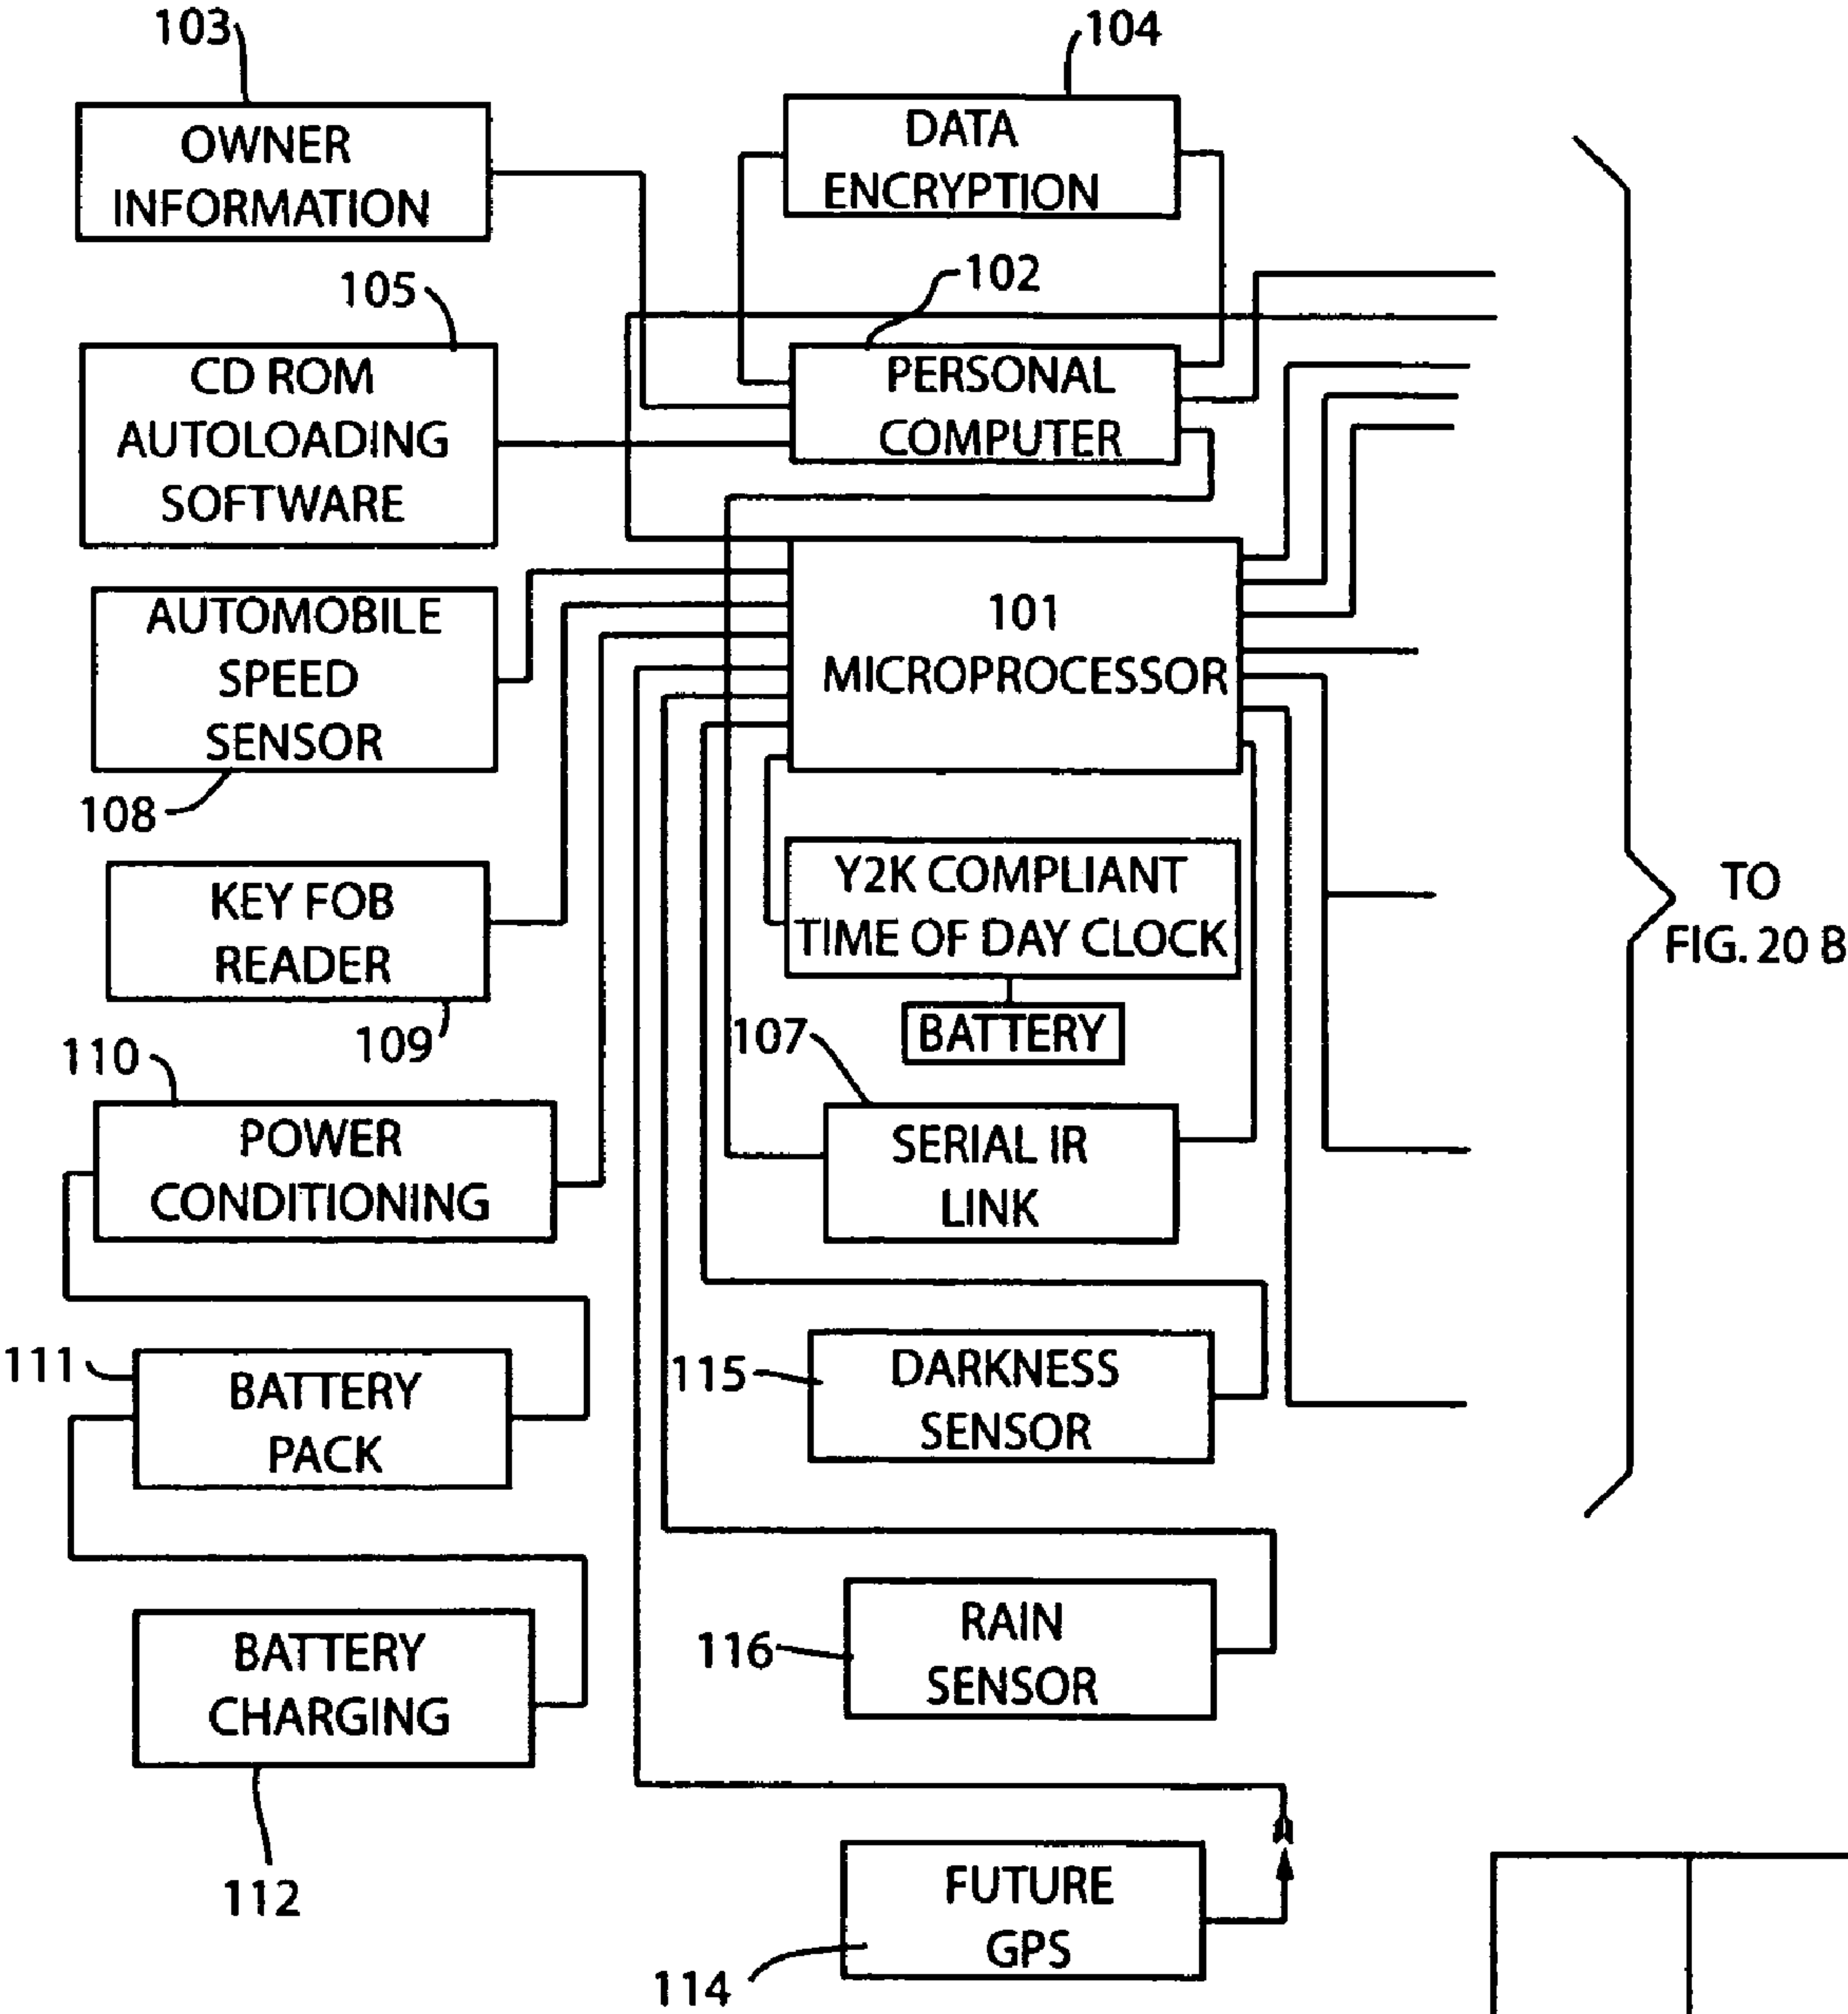 103
OWNER
INFORMATION
104
DATA
ENCRYPTION
105
CD ROM
AUTOLOADING
SOFTWARE
102
PERSONAL
COMPUTER
AUTOMOBILE
SPEED
SENSOR
108
101
MICROPROCESSOR
KEY FOB
READER
109
Y2K COMPLIANT
TIME OF DAY CLOCK
BATTERY
TO
FIG. 20 B
110
POWER
CONDITIONING
107
SERIAL IR
LINK
111
BATTERY
PACK
115
DARKNESS
SENSOR
BATTERY
CHARGING
112
116
RAIN
SENSOR
FUTURE
GPS
114